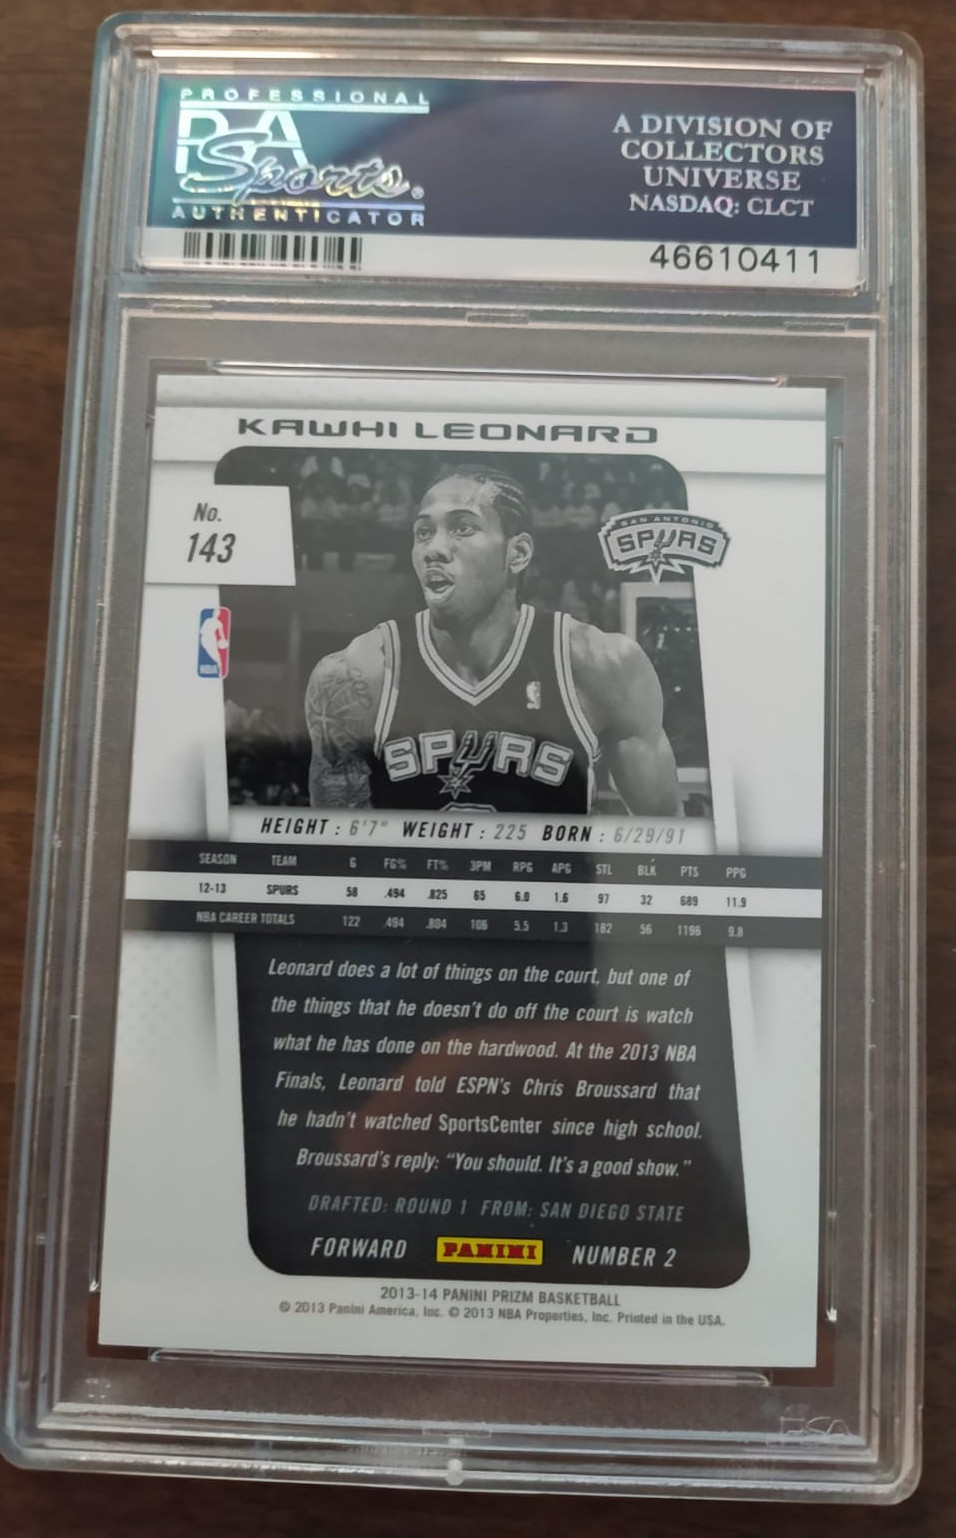 PROFESSIONAL
PSA
Sports®
AUTHENTICATOR
A DIVISION OF
COLLECTORS
UNIVERSE
NASDAQ: CLCT
46610411
KAWHI LEONARD
No.
143
SAN ANTONIO
SPURS
NBA
SPURS
HEIGHT : 6'7" WEIGHT : 225 BORN : 6/29/91
SEASON TEAM G FG% FT% 3PM RPG APG STL BLK PTS PPG
12-13 SPURS 58 .494 .825 65 6.0 1.6 97 32 689 11.9
NBA CAREER TOTALS 122 .494 .804 106 5.5 1.3 182 56 1196 9.8
Leonard does a lot of things on the court, but one of
the things that he doesn't do off the court is watch
what he has done on the hardwood. At the 2013 NBA
Finals, Leonard told ESPN's Chris Broussard that
he hadn't watched SportsCenter since high school.
Broussard's reply: "You should. It's a good show."
DRAFTED: ROUND 1 FROM: SAN DIEGO STATE
FORWARD PANINI NUMBER 2
2013-14 PANINI PRIZM BASKETBALL
© 2013 Panini America, Inc. © 2013 NBA Properties, Inc. Printed in the USA.
PSA